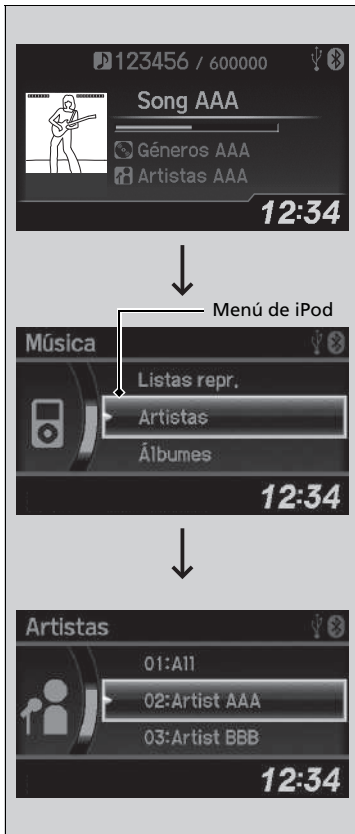 123456 / 600000
Song AAA
Géneros AAA
Artistas AAA
12:34
Menú de iPod
Música
Listas repr.
Artistas
Álbumes
12:34
Artistas
01:All
02:Artist AAA
03:Artist BBB
12:34